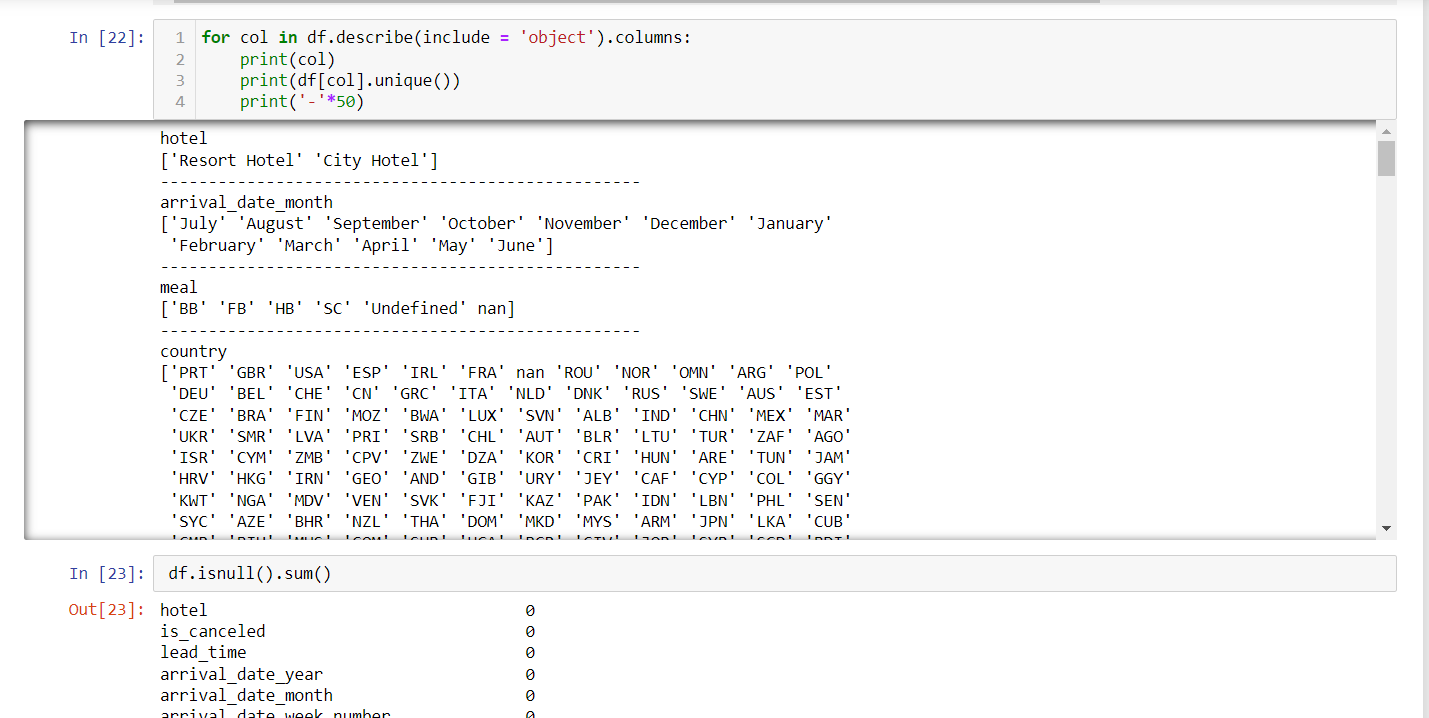 In [22]:
1 for col in df.describe(include = 'object').columns:
2 print(col)
3 print(df[col].unique())
4 print('-'*50)
hotel
['Resort Hotel' 'City Hotel']
--------------------------------------------------
arrival_date_month
['July' 'August' 'September' 'October' 'November' 'December' 'January'
'February' 'March' 'April' 'May' 'June']
--------------------------------------------------
meal
['BB' 'FB' 'HB' 'SC' 'Undefined' nan]
--------------------------------------------------
country
['PRT' 'GBR' 'USA' 'ESP' 'IRL' 'FRA' nan 'ROU' 'NOR' 'OMN' 'ARG' 'POL'
'DEU' 'BEL' 'CHE' 'CN' 'GRC' 'ITA' 'NLD' 'DNK' 'RUS' 'SWE' 'AUS' 'EST'
'CZE' 'BRA' 'FIN' 'MOZ' 'BWA' 'LUX' 'SVN' 'ALB' 'IND' 'CHN' 'MEX' 'MAR'
'UKR' 'SMR' 'LVA' 'PRI' 'SRB' 'CHL' 'AUT' 'BLR' 'LTU' 'TUR' 'ZAF' 'AGO'
'ISR' 'CYM' 'ZMB' 'CPV' 'ZWE' 'DZA' 'KOR' 'CRI' 'HUN' 'ARE' 'TUN' 'JAM'
'HRV' 'HKG' 'IRN' 'GEO' 'AND' 'GIB' 'URY' 'JEY' 'CAF' 'CYP' 'COL' 'GGY'
'KWT' 'NGA' 'MDV' 'VEN' 'SVK' 'FJI' 'KAZ' 'PAK' 'IDN' 'LBN' 'PHL' 'SEN'
'SYC' 'AZE' 'BHR' 'NZL' 'THA' 'DOM' 'MKD' 'MYS' 'ARM' 'JPN' 'LKA' 'CUB'
In [23]: df.isnull().sum()
Out[23]: hotel 0
is_canceled 0
lead_time 0
arrival_date_year 0
arrival_date_month 0
arrival_date_week_number 0